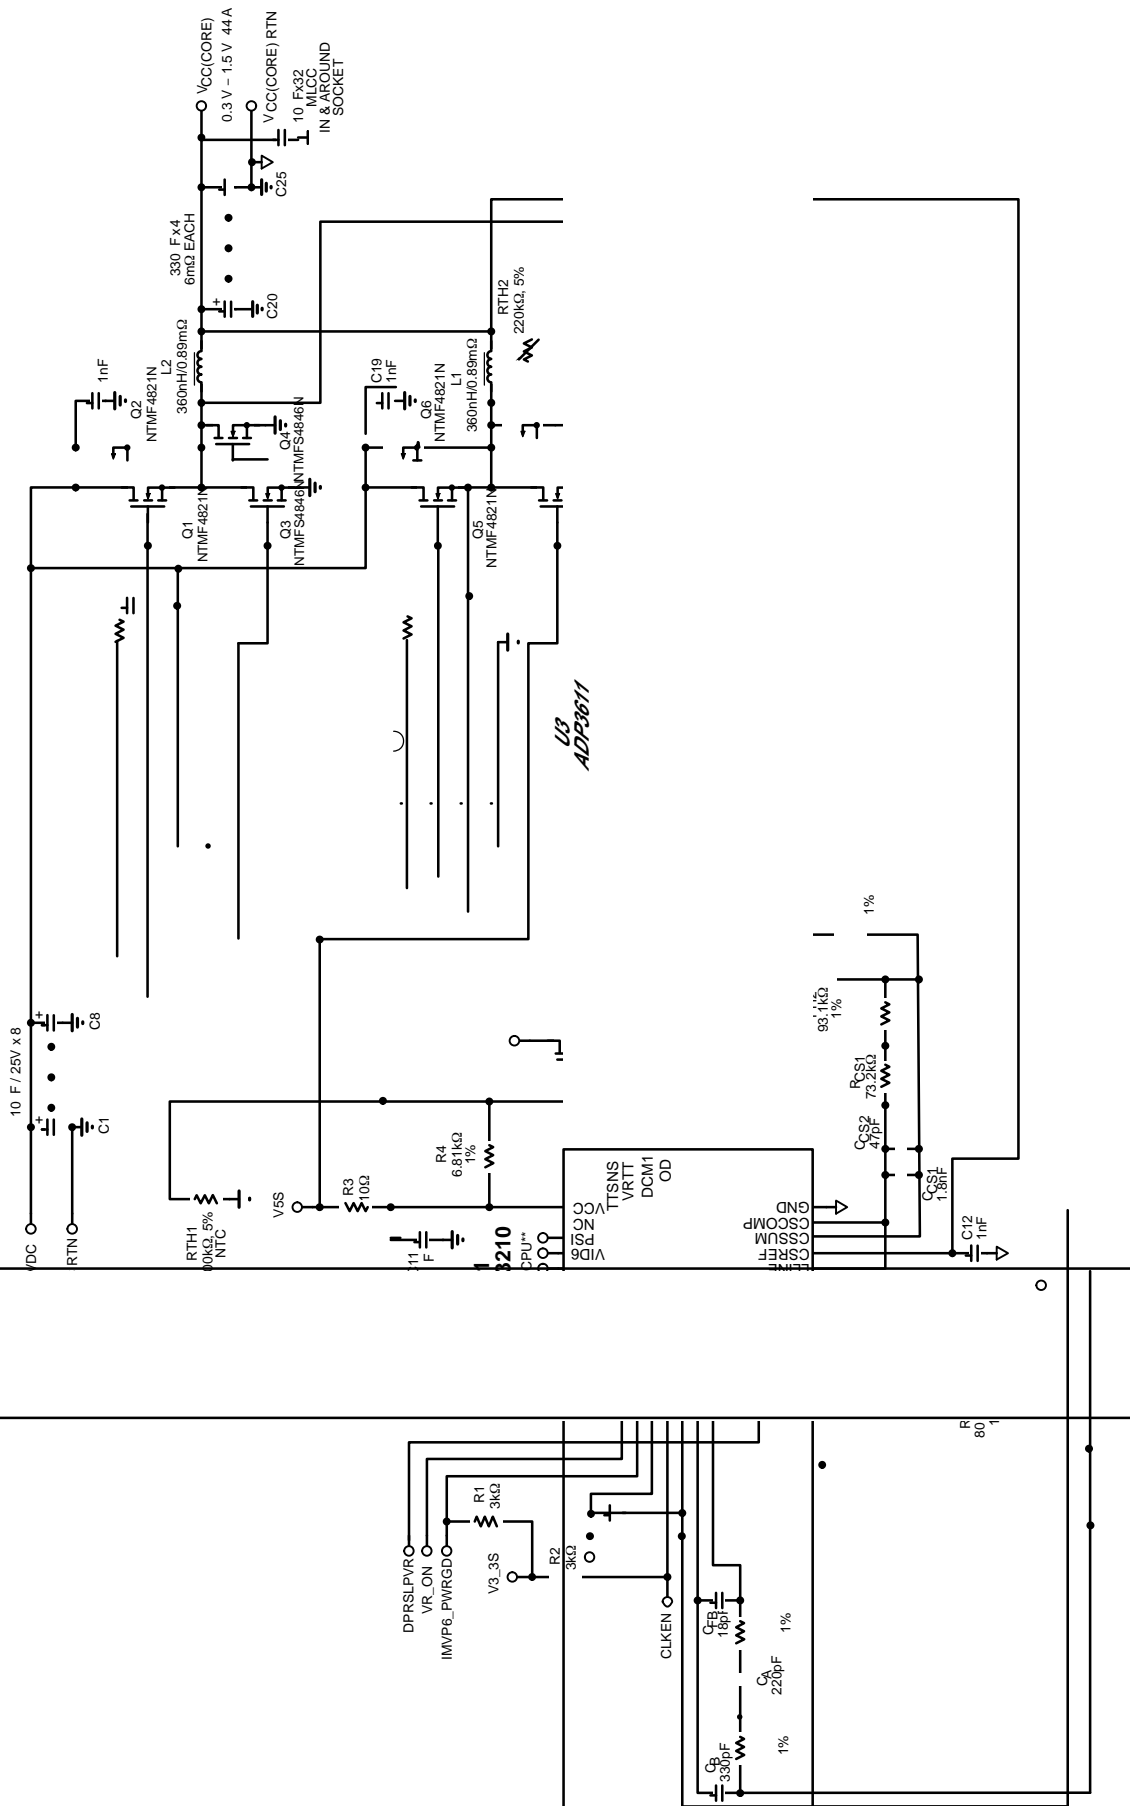 VCC(CORE)
0.3 V – 1.5 V 44 A
VCC(CORE) RTN
10 Fx32
MLCC
IN & AROUND
SOCKET
C25
330 F x 4
6mΩ EACH
C20
RTH2
220kΩ, 5%
1nF
L2
360nH/0.89mΩ
C19
1nF
Q2
NTMF4821N
Q6
NTMF4821N
L1
360nH/0.89mΩ
Q4
NTMFS4846N
Q1
NTMF4821N
Q3
NTMFS4846N
Q5
NTMF4821N
U3
ADP3611
1%
10 F / 25V x 8
C8
C1
93.1kΩ
1%
RCS1
73.2kΩ
CCS2
47pF
CCS1
1.8nF
R4
6.81kΩ
1%
TTSNS
VRTT
DCM1
OD
V5S
R3
10Ω
VCC
NC
PSI
VID6
GND
CSCOMP
CSSUM
CSREF
C12
1nF
VDC
RTN
RTH1
00kΩ, 5%
NTC
F
3210
CPU**
80
R1
3kΩ
R2
3kΩ
V3_3S
DPRSLPVR
VR_ON
IMVP6_PWRGD
CLKEN
CFB
18pF
1%
CA
220pF
1%
CB
330pF